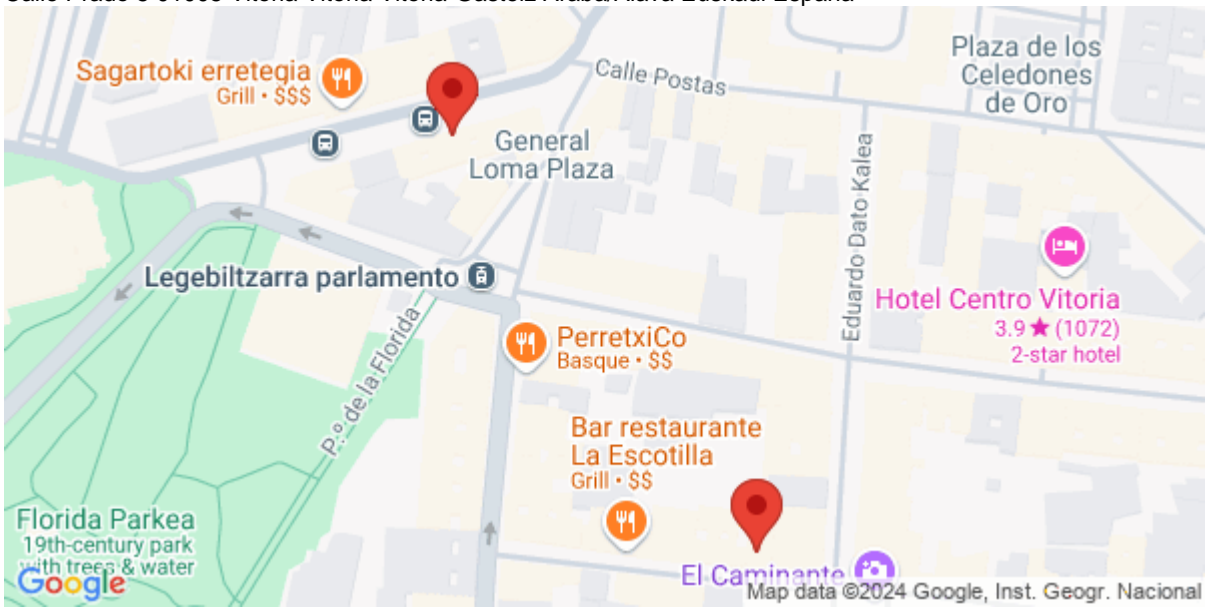 Sagartoki erretegia
Grill • $$$
Calle Postas
Plaza de los
Celedones
de Oro
General
Loma Plaza
Eduardo Dato Kalea
Legebiltzarra parlamento
Hotel Centro Vitoria
3.9 ★ (1072)
2-star hotel
PerretxiCo
Basque • $$
P.º de la Florida
Bar restaurante
La Escotilla
Grill • $$
Florida Parkea
19th-century park
with trees & water
Google
El Caminante
Map data ©2024 Google, Inst. Geogr. Nacional